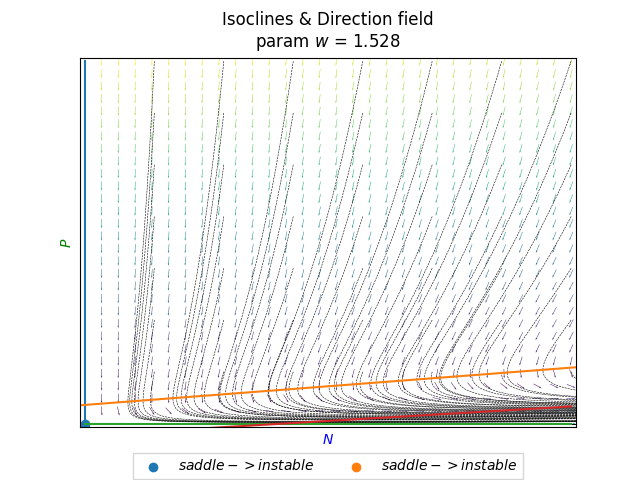 Isoclines & Direction field
param w = 1.528
P
N
saddle−>instable saddle−>instable